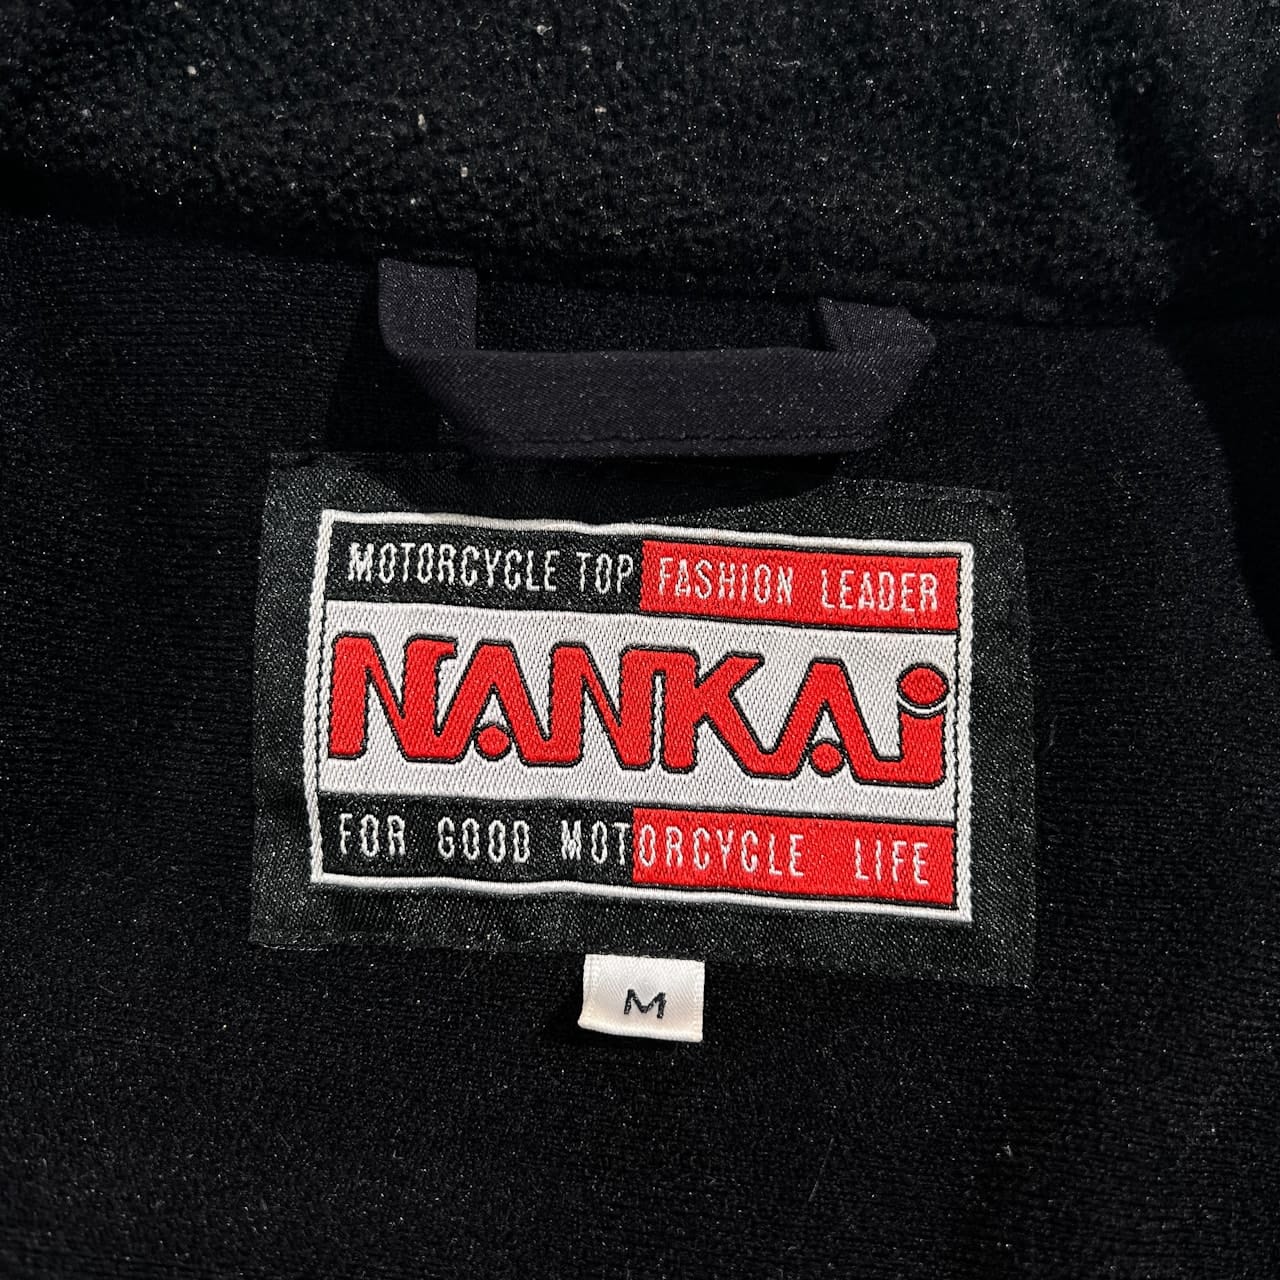 MOTORCYCLE TOP FASHION LEADER
NANKAi
FOR GOOD MOTORCYCLE LIFE
M